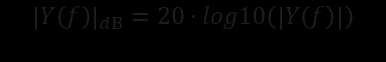 |Y(f)|dB = 20 · log10(|Y(f)|)